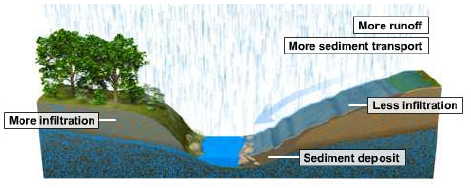 More runoff
More sediment transport
Less infiltration
More infiltration
Sediment deposit